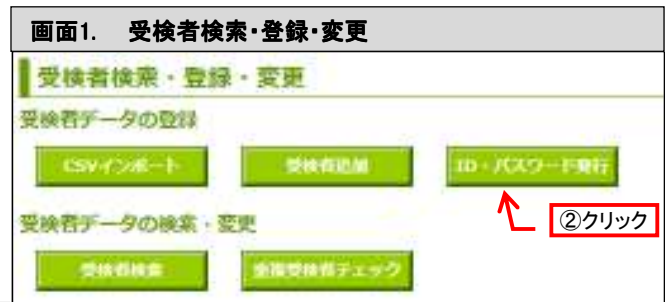 画面1. 受検者検索・登録・変更
受検者検索・登録・変更
受検者データの登録
CSVインポート 受検者追加 ID・パスワード発行
②クリック
受検者データの検索・変更
受検者検索 重複受検者チェック